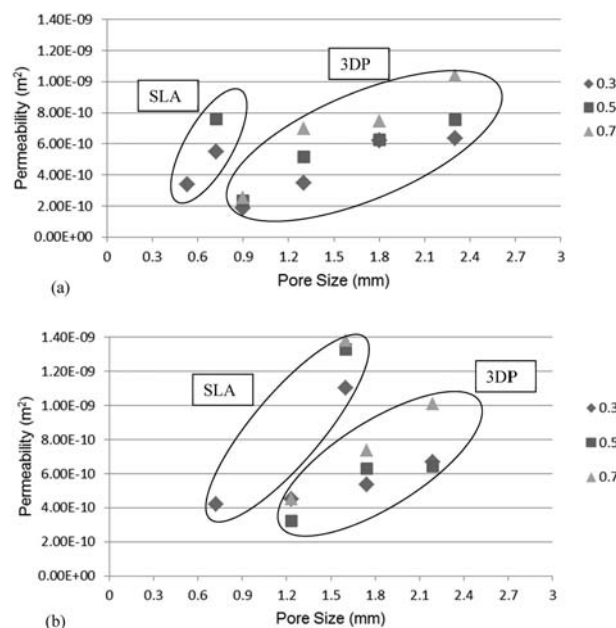 1.40E-09
1.20E-09
1.00E-09
8.00E-10
6.00E-10
4.00E-10
2.00E-10
0.00E+00
Permeability (m²)
SLA
3DP
0.3
0.5
0.7
0 0.3 0.6 0.9 1.2 1.5 1.8 2.1 2.4 2.7 3
Pore Size (mm)
(a)
1.40E-09
1.20E-09
1.00E-09
8.00E-10
6.00E-10
4.00E-10
2.00E-10
0.00E+00
Permeability (m²)
SLA
3DP
0.3
0.5
0.7
0 0.3 0.6 0.9 1.2 1.5 1.8 2.1 2.4 2.7 3
Pore Size (mm)
(b)